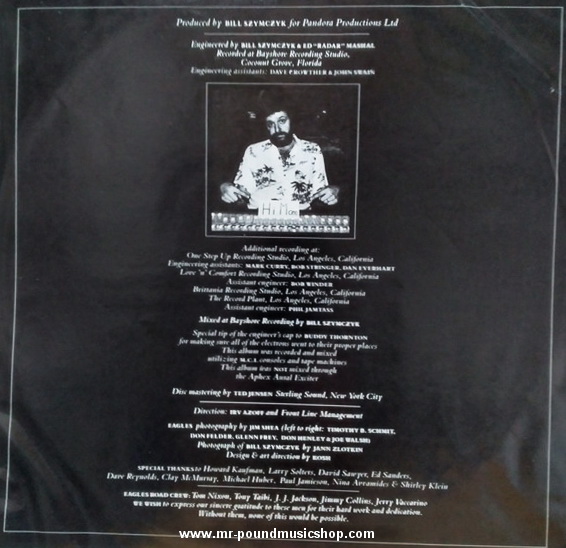 Produced by BILL SZYMCZYK for Pandora Productions Ltd
Engineered by BILL SZYMCZYK & ED "RADAR" MASHAL
Recorded at Bayshore Recording Studio,
Coconut Grove, Florida
Engineering assistants: DAVE CROWTHER & JOHN SWAIN
Hi Mom
Additional recording at:
One Step Up Recording Studio, Los Angeles, California
Engineering assistants: MARK CURRY, BOB STRINGER, DAN EVERHART
Love 'n' Comfort Recording Studio, Los Angeles, California
Assistant engineer: BOB WINDER
Brittania Recording Studio, Los Angeles, California
The Record Plant, Los Angeles, California
Assistant engineer: PHIL JAMTASS
Mixed at Bayshore Recording by BILL SZYMCZYK
Special tip of the engineer's cap to BUDDY THORNTON
for making sure all of the electrons went to their proper places
This album was recorded and mixed
utilizing M.C.I. consoles and tape machines
This album was NOT mixed through
the Aphex Aural Exciter
Disc mastering by TED JENSEN Sterling Sound, New York City
Direction: IRV AZOFF and Front Line Management
EAGLES photography by JIM SHEA (left to right: TIMOTHY B. SCHMIT,
DON FELDER, GLENN FREY, DON HENLEY & JOE WALSH)
Photograph of BILL SZYMCZYK by JANN ZLOTKIN
Design & art direction by KOSH
SPECIAL THANKS to Howard Kaufman, Larry Solters, David Sawyer, Ed Sanders,
Dave Reynolds, Clay McMurray, Michael Huber, Paul Jamieson, Nina Avramides & Shirley Klein
EAGLES ROAD CREW: Tom Nixon, Tony Taibi, J. J. Jackson, Jimmy Collins, Jerry Vaccarino
WE WISH to express our sincere gratitude to these men for their hard work and dedication.
Without them, none of this would be possible.
www.mr-poundmusicshop.com